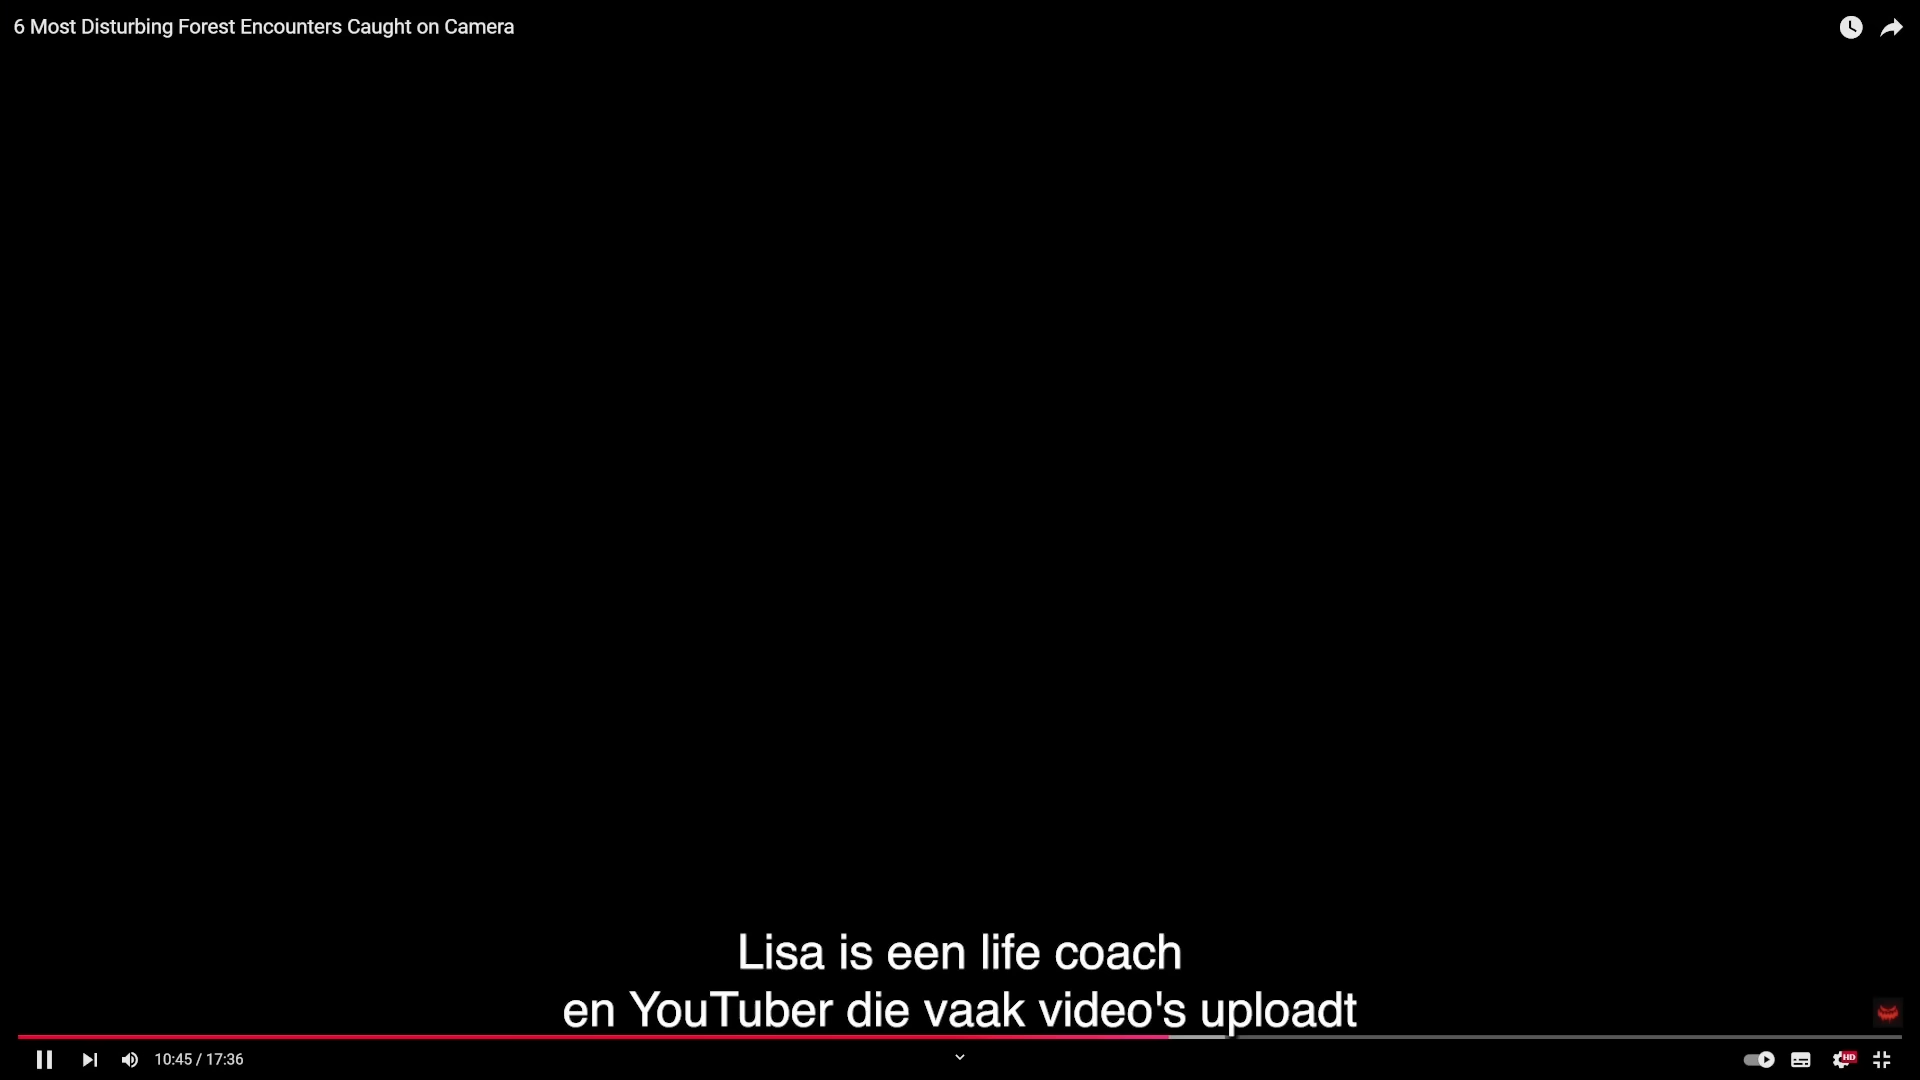 6 Most Disturbing Forest Encounters Caught on Camera
Lisa is een life coach
en YouTuber die vaak video's uploadt
10:45 / 17:36
HD